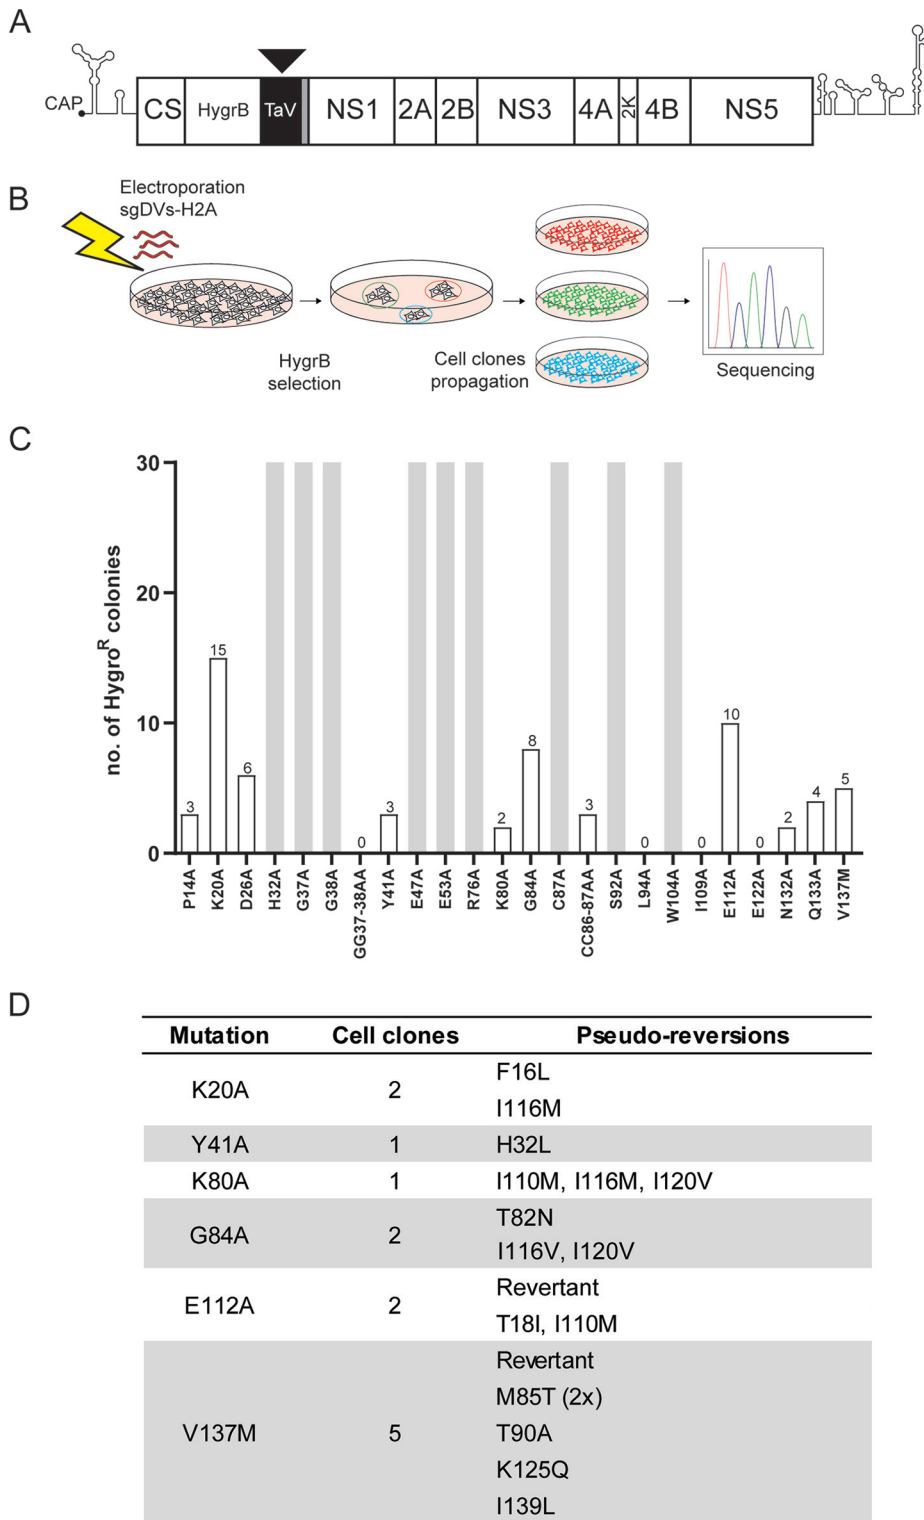 A
CAP
CS
HygrB
TaV
NS1
2A
2B
NS3
4A
2K
4B
NS5
B
Electroporation
sgDVs-H2A
HygrB
selection
Cell clones
propagation
Sequencing
C
no. of Hygro^R colonies
30
20
10
0
3
15
6
0
3
2
8
3
0
0
10
0
2
4
5
P14A
K20A
D26A
H32A
G37A
G38A
GG37-38AA
Y41A
E47A
E53A
R76A
K80A
G84A
C87A
CC86-87AA
S92A
L94A
W104A
I109A
E112A
E122A
N132A
Q133A
V137M
D
Mutation Cell clones Pseudo-reversions
K20A 2 F16L
I116M
Y41A 1 H32L
K80A 1 I110M, I116M, I120V
G84A 2 T82N
I116V, I120V
E112A 2 Revertant
T18I, I110M
V137M 5 Revertant
M85T (2x)
T90A
K125Q
I139L